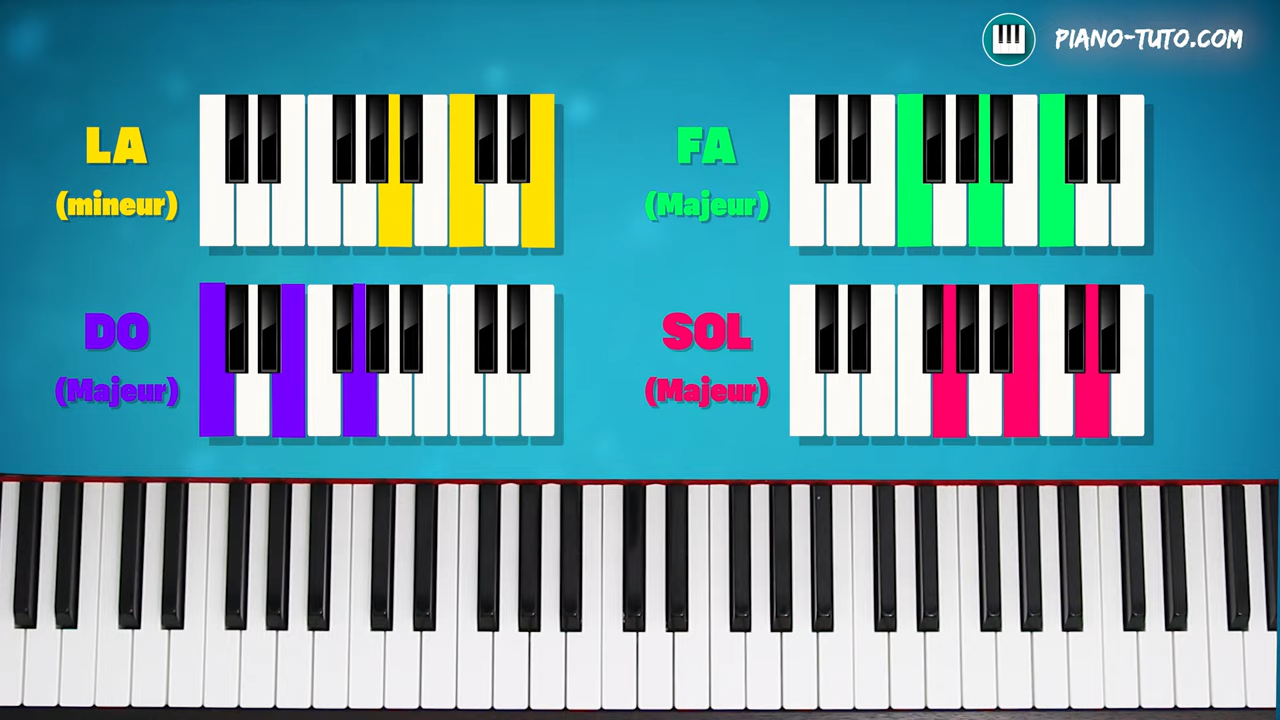 PIANO-TUTO.COM
LA
(mineur)
FA
(Majeur)
DO
(Majeur)
SOL
(Majeur)